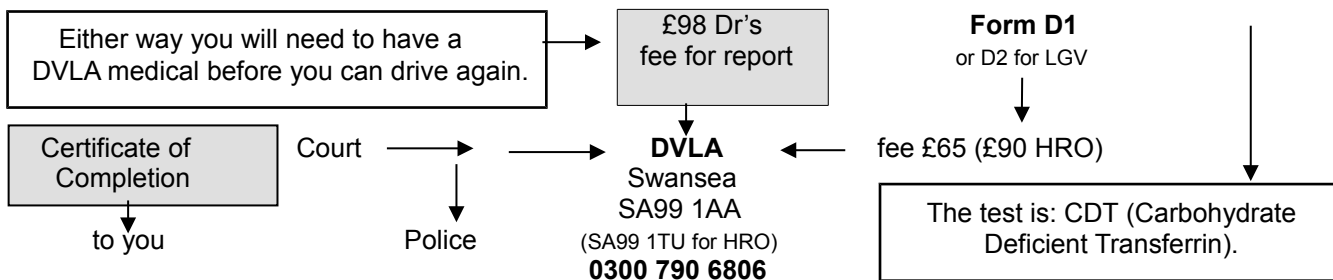 Either way you will need to have a
DVLA medical before you can drive again.
£98 Dr's
fee for report
Form D1
or D2 for LGV
Certificate of
Completion
to you
Court
Police
DVLA
Swansea
SA99 1AA
(SA99 1TU for HRO)
0300 790 6806
fee £65 (£90 HRO)
The test is: CDT (Carbohydrate
Deficient Transferrin).